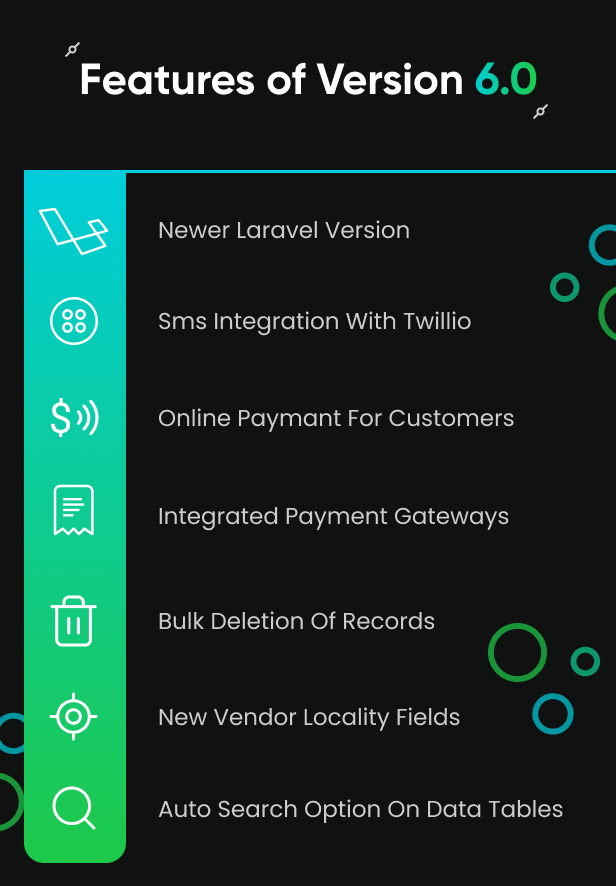 Features of Version 6.0
Newer Laravel Version
Sms Integration With Twillio
Online Paymant For Customers
Integrated Payment Gateways
Bulk Deletion Of Records
New Vendor Locality Fields
Auto Search Option On Data Tables